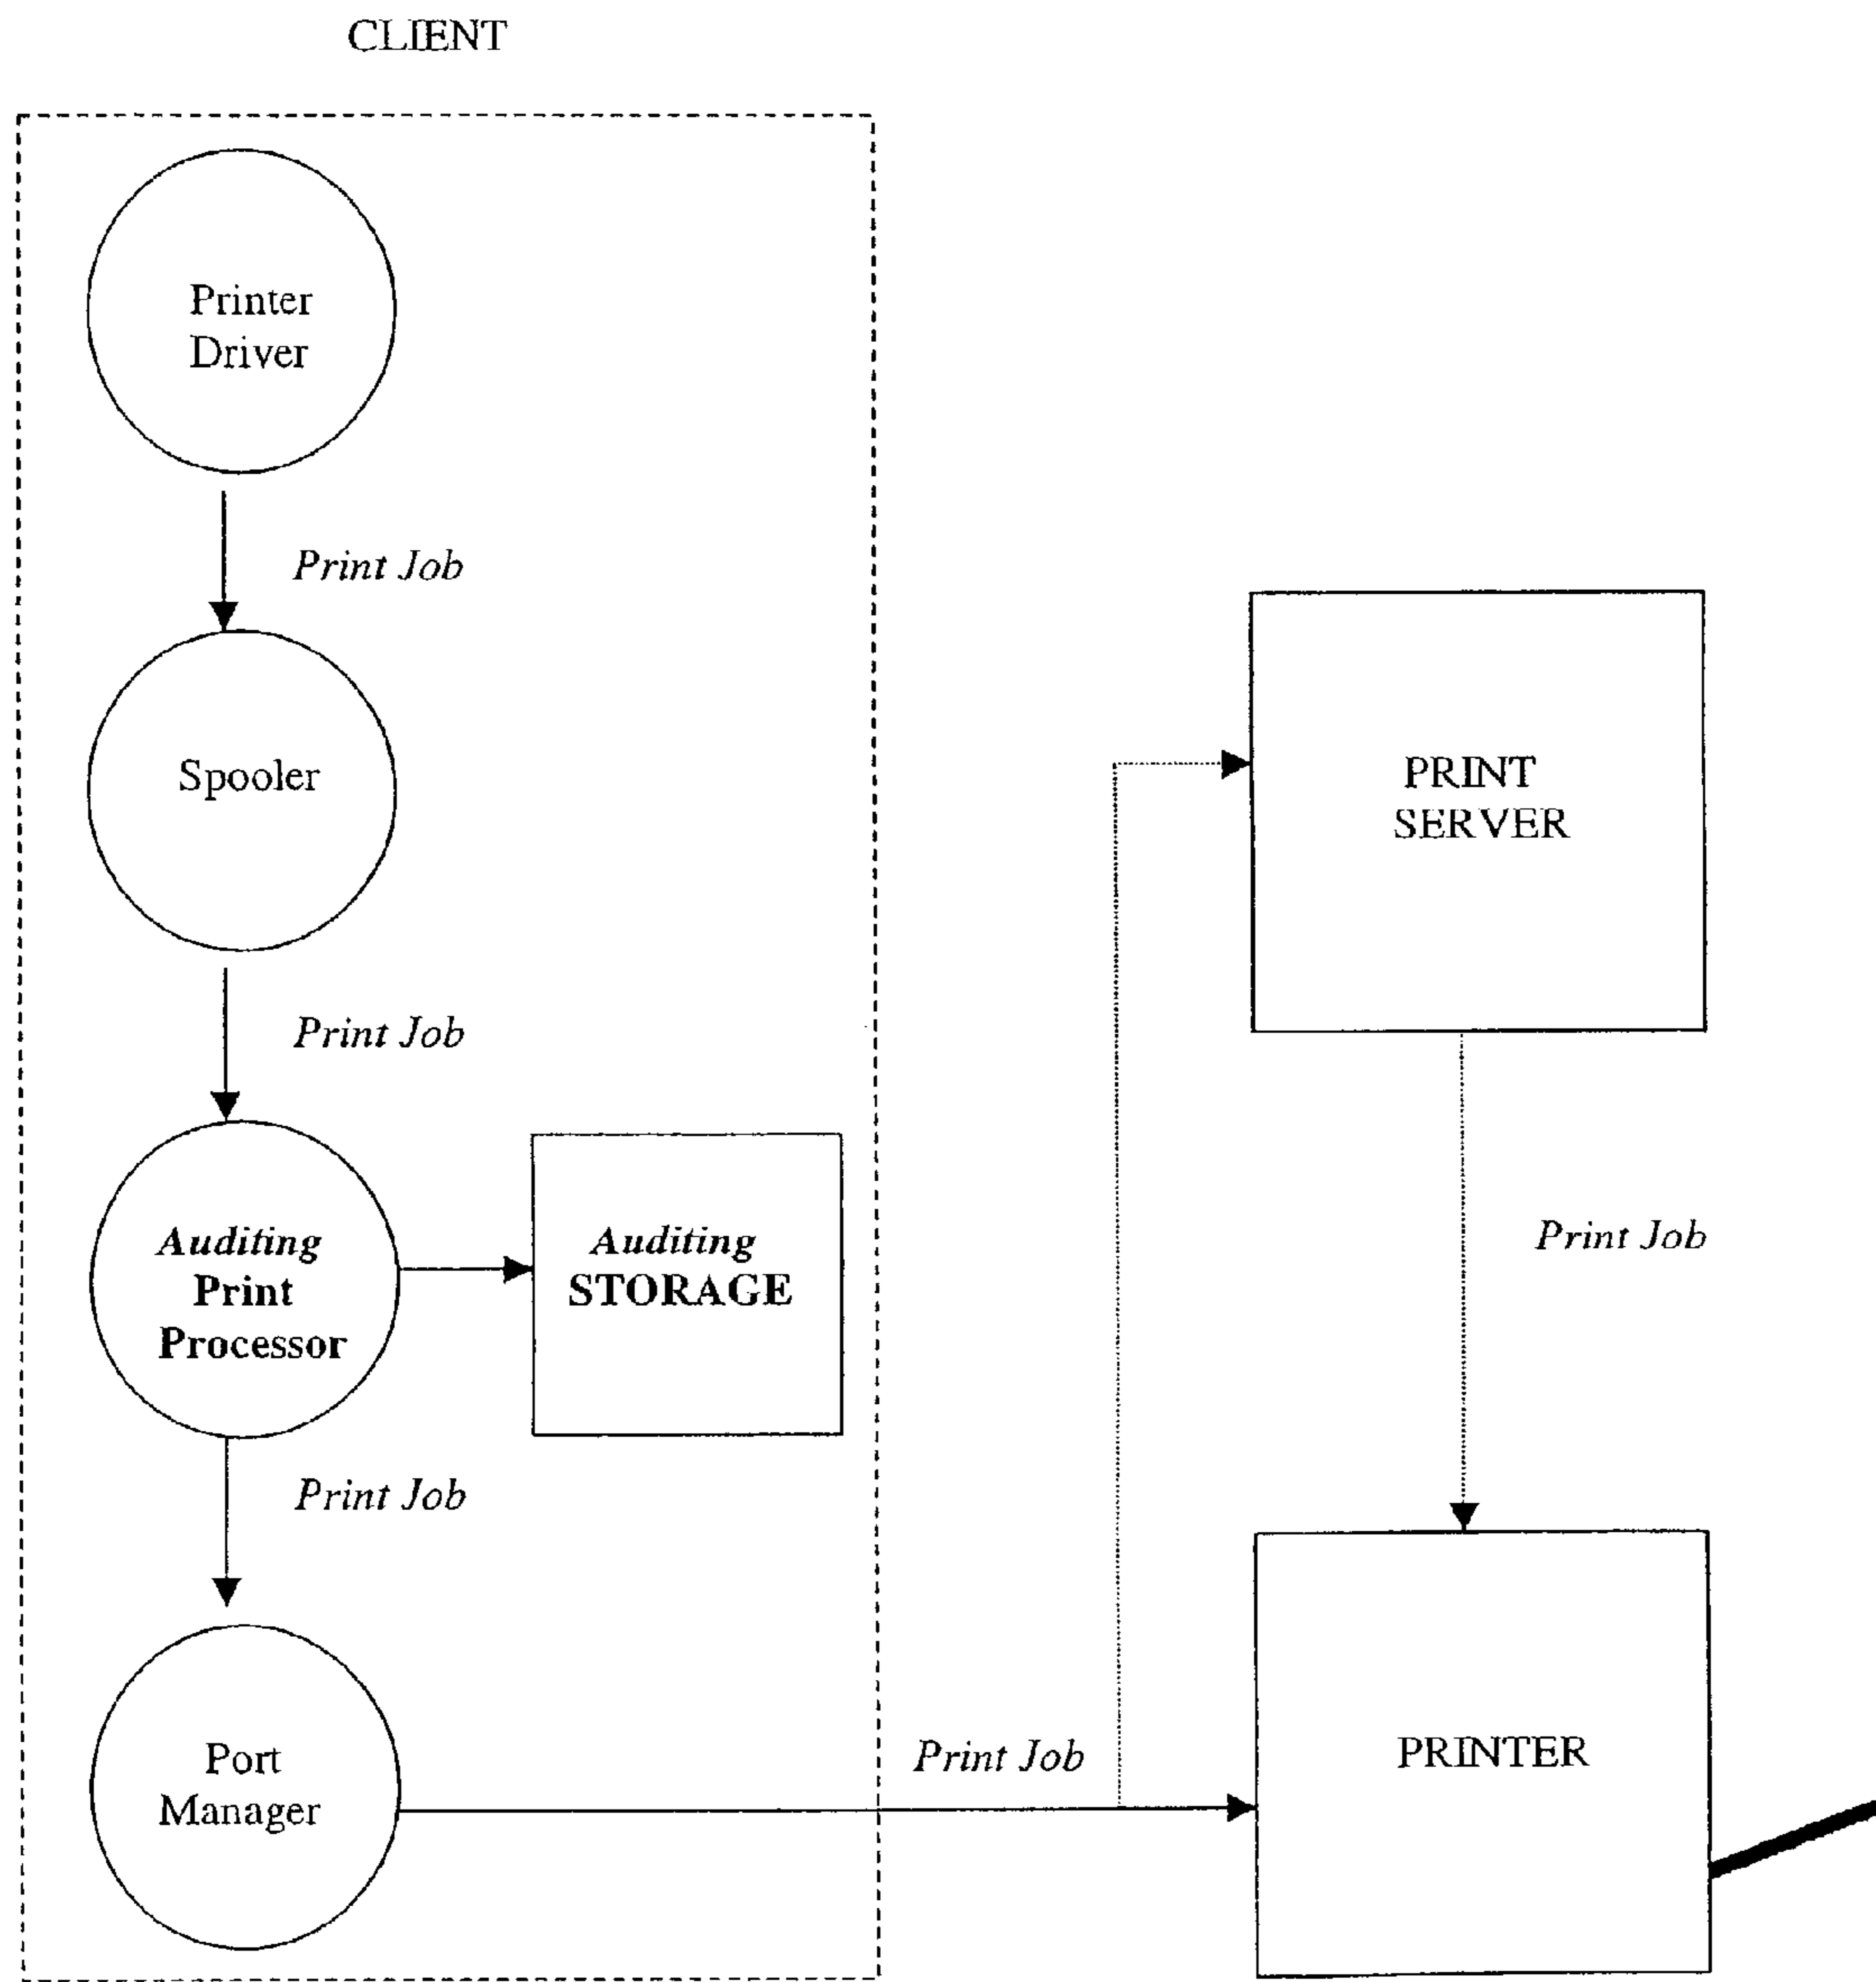 CLIENT
Printer
Driver
Print Job
Spooler
Print Job
Auditing
Print
Processor
Auditing
STORAGE
Print Job
Port
Manager
Print Job
PRINT
SERVER
Print Job
PRINTER